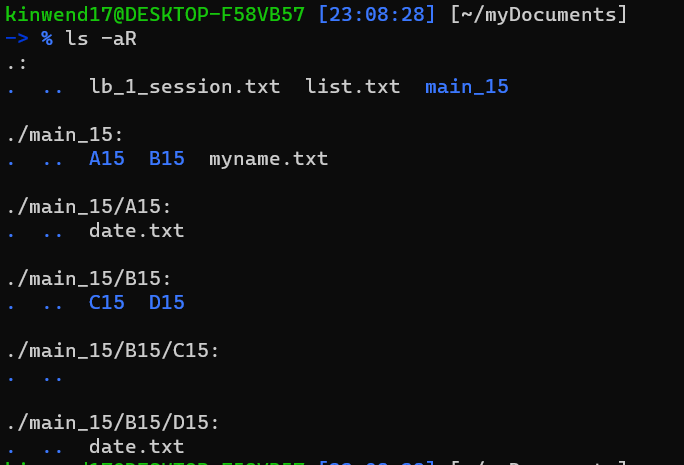 kinwend17@DESKTOP-F58VB57 [23:08:28] [~/myDocuments]
-> % ls -aR
.:
.  ..  lb_1_session.txt  list.txt  main_15

./main_15:
.  ..  A15  B15  myname.txt

./main_15/A15:
.  ..  date.txt

./main_15/B15:
.  ..  C15  D15

./main_15/B15/C15:
.  ..

./main_15/B15/D15:
.  ..  date.txt